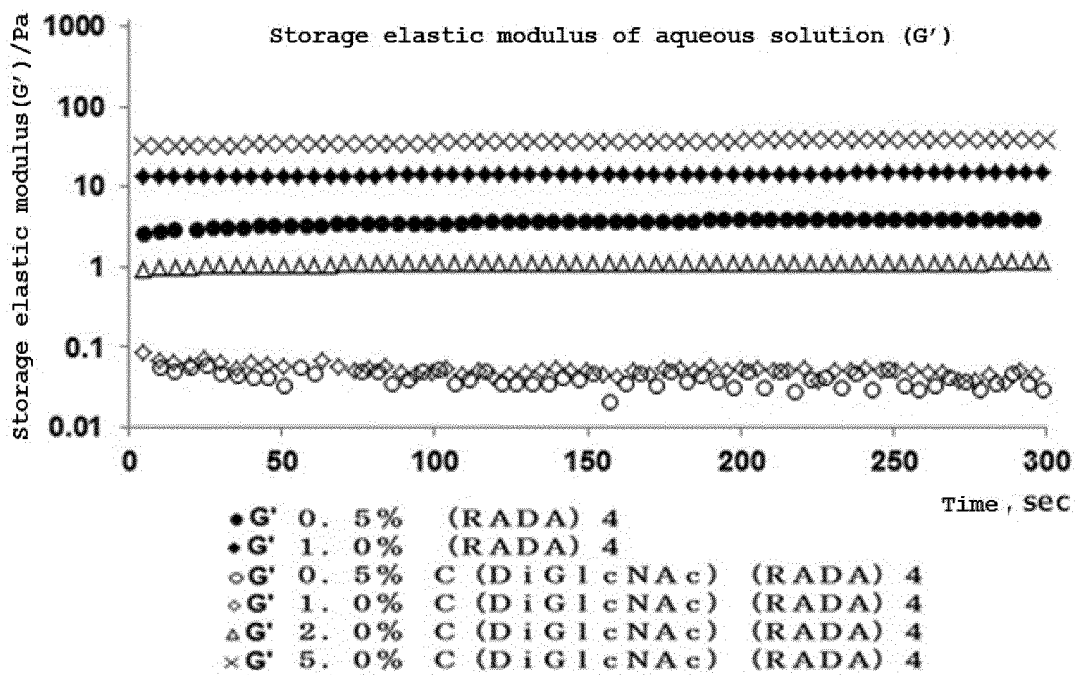 Storage elastic modulus of aqueous solution (G')
Storage elastic modulus(G')/Pa
1000
100
10
1
0.1
0.01
0 50 100 150 200 250 300
Time, sec
G' 0. 5% (RADA) 4
G' 1. 0% (RADA) 4
G' 0. 5% C (DiGlcNAc) (RADA) 4
G' 1. 0% C (DiGlcNAc) (RADA) 4
G' 2. 0% C (DiGlcNAc) (RADA) 4
G' 5. 0% C (DiGlcNAc) (RADA) 4